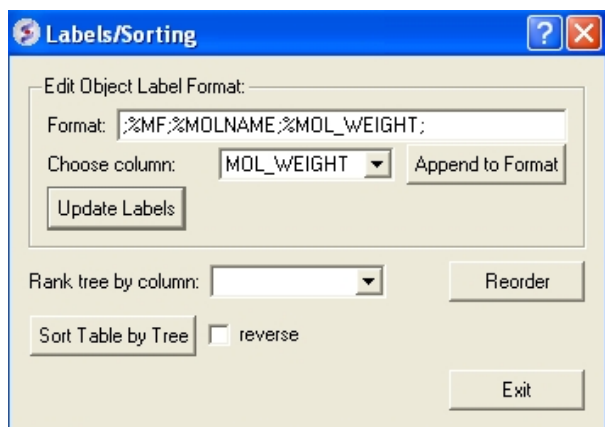 Labels/Sorting
Edit Object Label Format:
Format: ;%MF;%MOLNAME;%MOL_WEIGHT;
Choose column: MOL_WEIGHT Append to Format
Update Labels
Rank tree by column: Reorder
Sort Table by Tree reverse
Exit